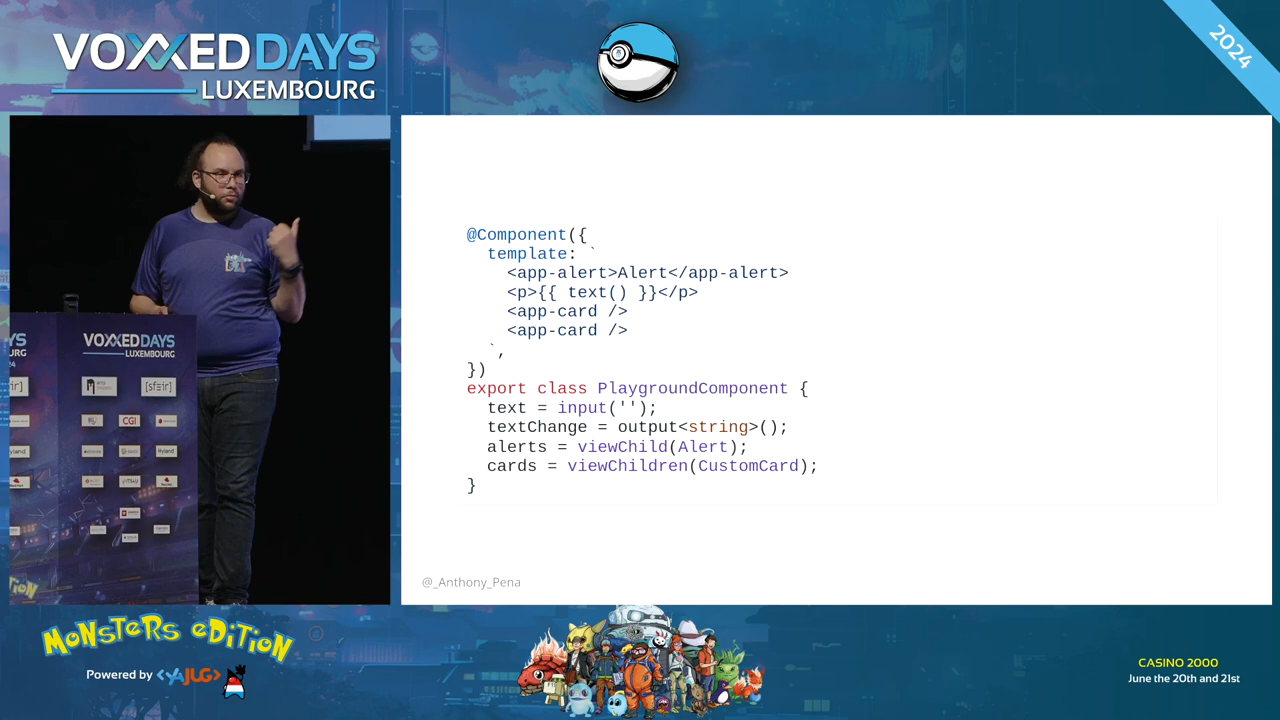 VOXXEDDAYS
LUXEMBOURG
2024
@Component({
  template: `
    <app-alert>Alert</app-alert>
    <p>{{ text() }}</p>
    <app-card />
    <app-card />
  `,
})
export class PlaygroundComponent {
  text = input('');
  textChange = output<string>();
  alerts = viewChild(Alert);
  cards = viewChildren(CustomCard);
}
@_Anthony_Pena
VOXXEDDAYS
LUXEMBOURG
[sfeir]
CGI
MONSTERS EDITION
Powered by <YAJUG>
CASINO 2000
June the 20th and 21st